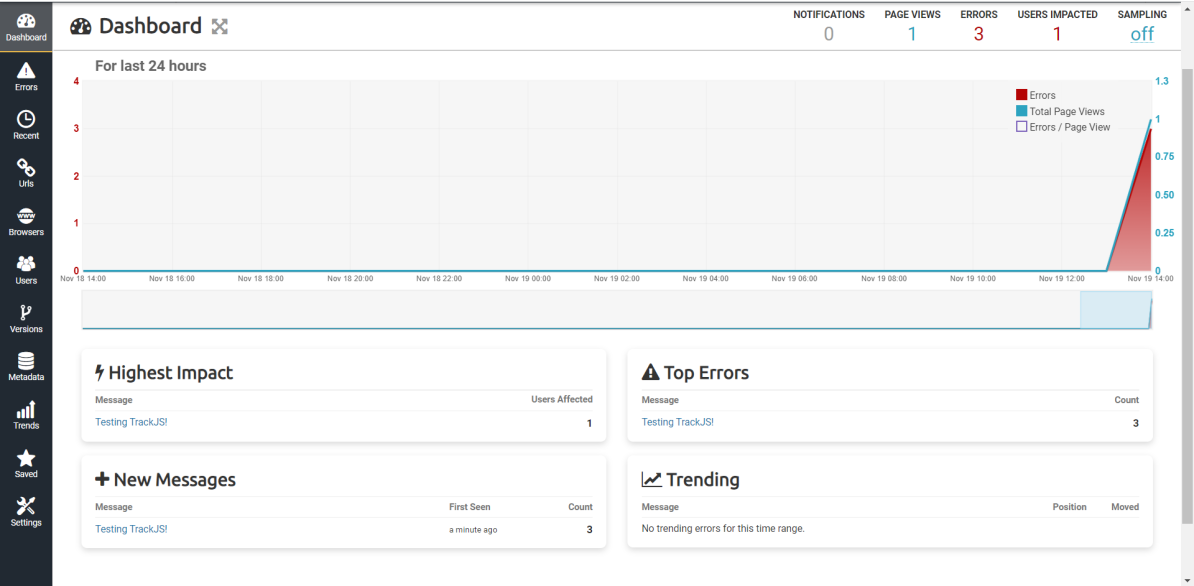 Dashboard
Errors
Recent
Urls
www
Browsers
Users
Versions
Metadata
Trends
Saved
Settings
Dashboard
NOTIFICATIONS PAGE VIEWS ERRORS USERS IMPACTED SAMPLING
0 1 3 1 off
For last 24 hours
4 1.3
Errors
Total Page Views
Errors / Page View
1
3
0.75
2
0.50
1
0.25
0 0
Nov 18 14:00 Nov 18 16:00 Nov 18 18:00 Nov 18 20:00 Nov 18 22:00 Nov 19 00:00 Nov 19 02:00 Nov 19 04:00 Nov 19 06:00 Nov 19 08:00 Nov 19 10:00 Nov 19 12:00 Nov 19 14:00
Highest Impact
Message Users Affected
Testing TrackJS! 1
Top Errors
Message Count
Testing TrackJS! 3
New Messages
Message First Seen Count
Testing TrackJS! a minute ago 3
Trending
Message Position Moved
No trending errors for this time range.